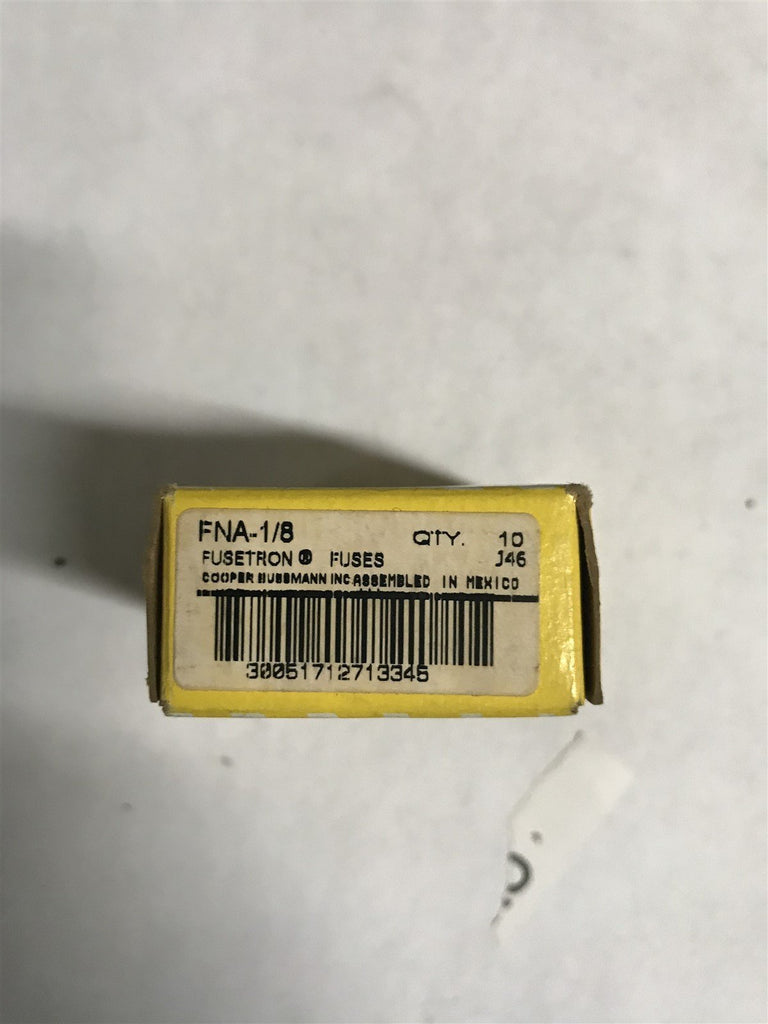 FNA-1/8 QTY. 10
FUSETRON ® FUSES J46
COOPER BUSSMANN INC ASSEMBLED IN MEXICO
30051712713345